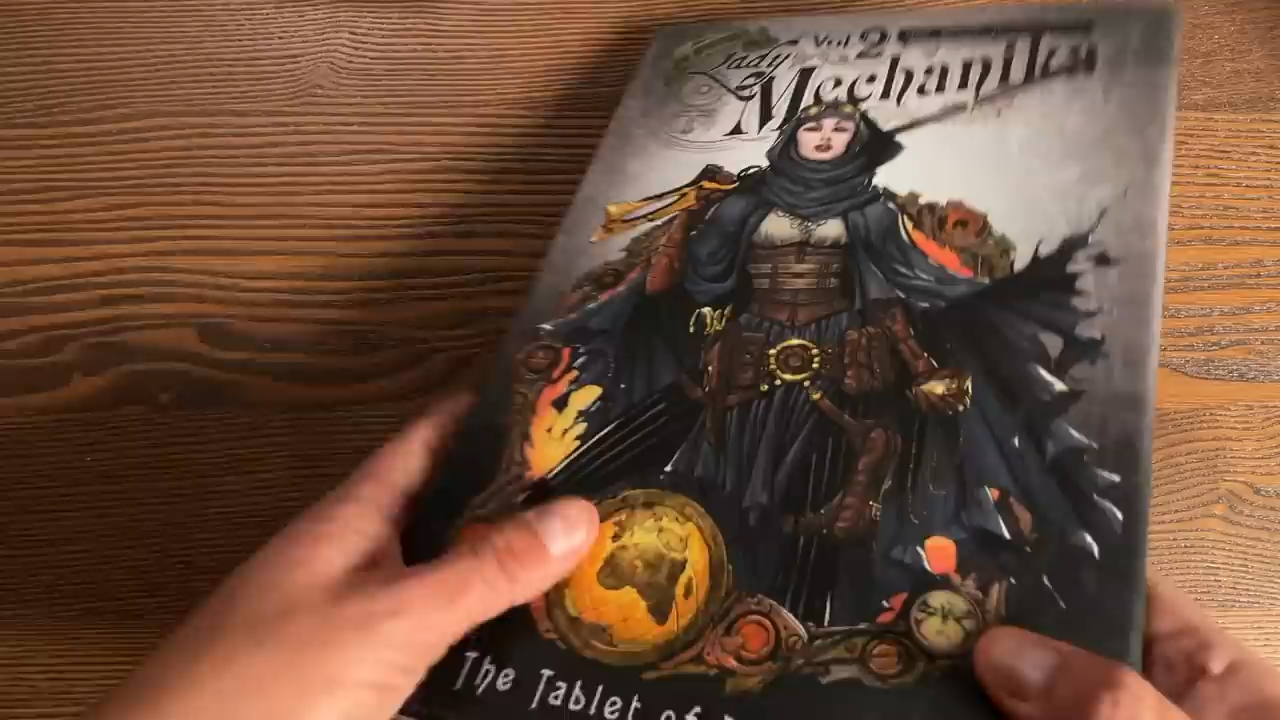 Vol 2
Lady
Mechanika
The Tablet of